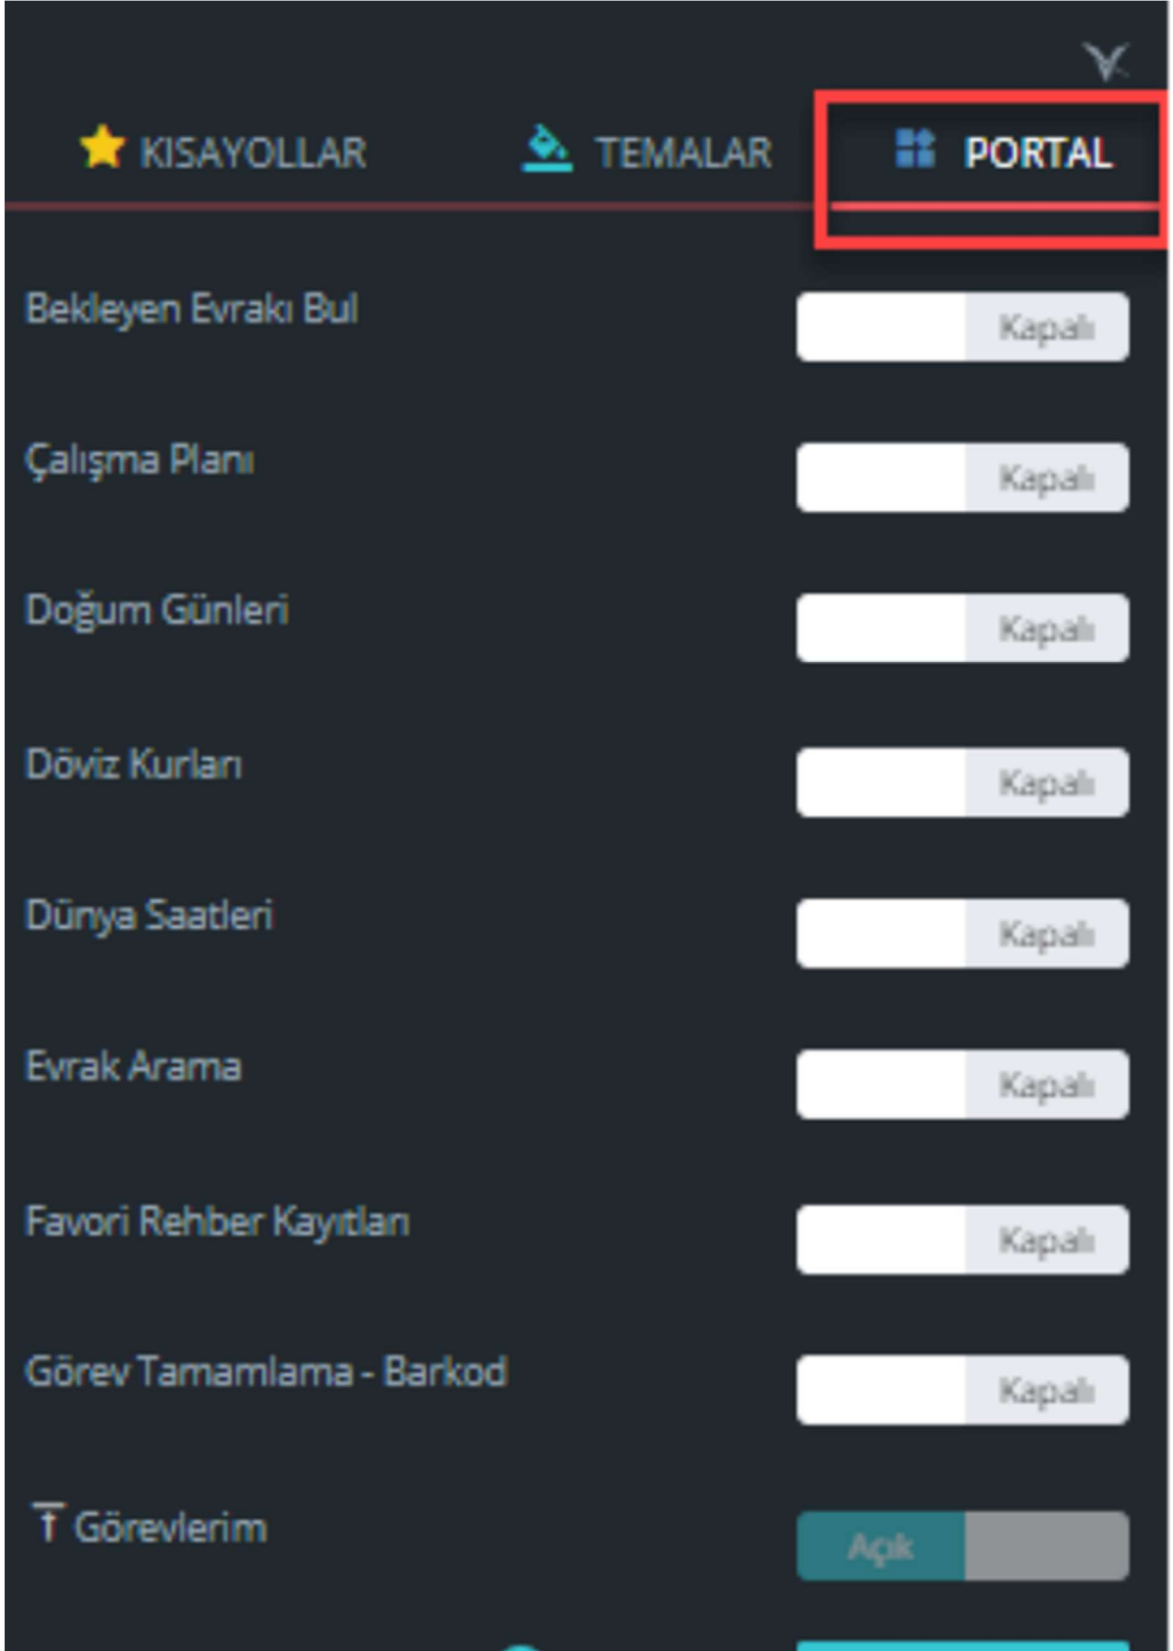 KISAYOLLAR TEMALAR PORTAL
Bekleyen Evrakı Bul Kapalı
Çalışma Planı Kapalı
Doğum Günleri Kapalı
Döviz Kurları Kapalı
Dünya Saatleri Kapalı
Evrak Arama Kapalı
Favori Rehber Kayıtları Kapalı
Görev Tamamlama - Barkod Kapalı
Görevlerim Açık